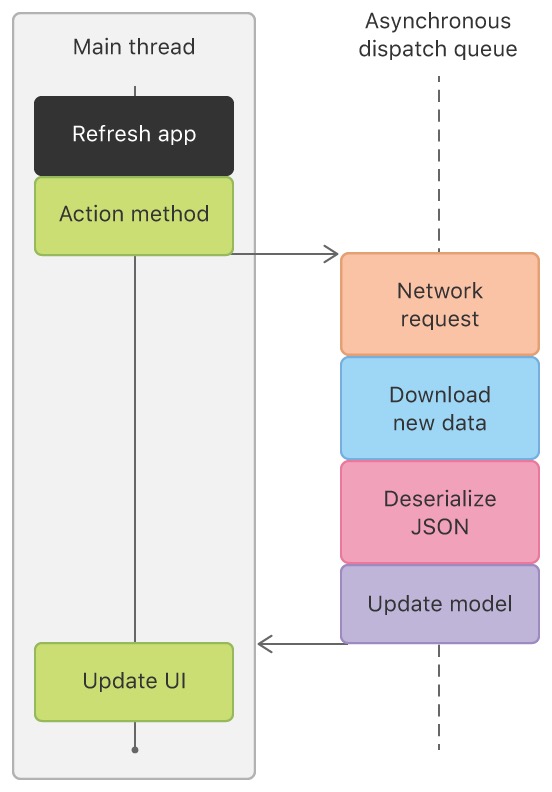 Main thread
Asynchronous
dispatch queue
Refresh app
Action method
Network
request
Download
new data
Deserialize
JSON
Update model
Update UI